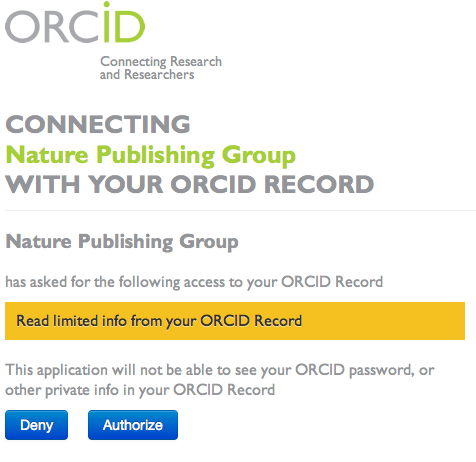 ORCID
Connecting Research
and Researchers
CONNECTING
Nature Publishing Group
WITH YOUR ORCID RECORD
Nature Publishing Group
has asked for the following access to your ORCID Record
Read limited info from your ORCID Record
This application will not be able to see your ORCID password, or
other private info in your ORCID Record
Deny Authorize